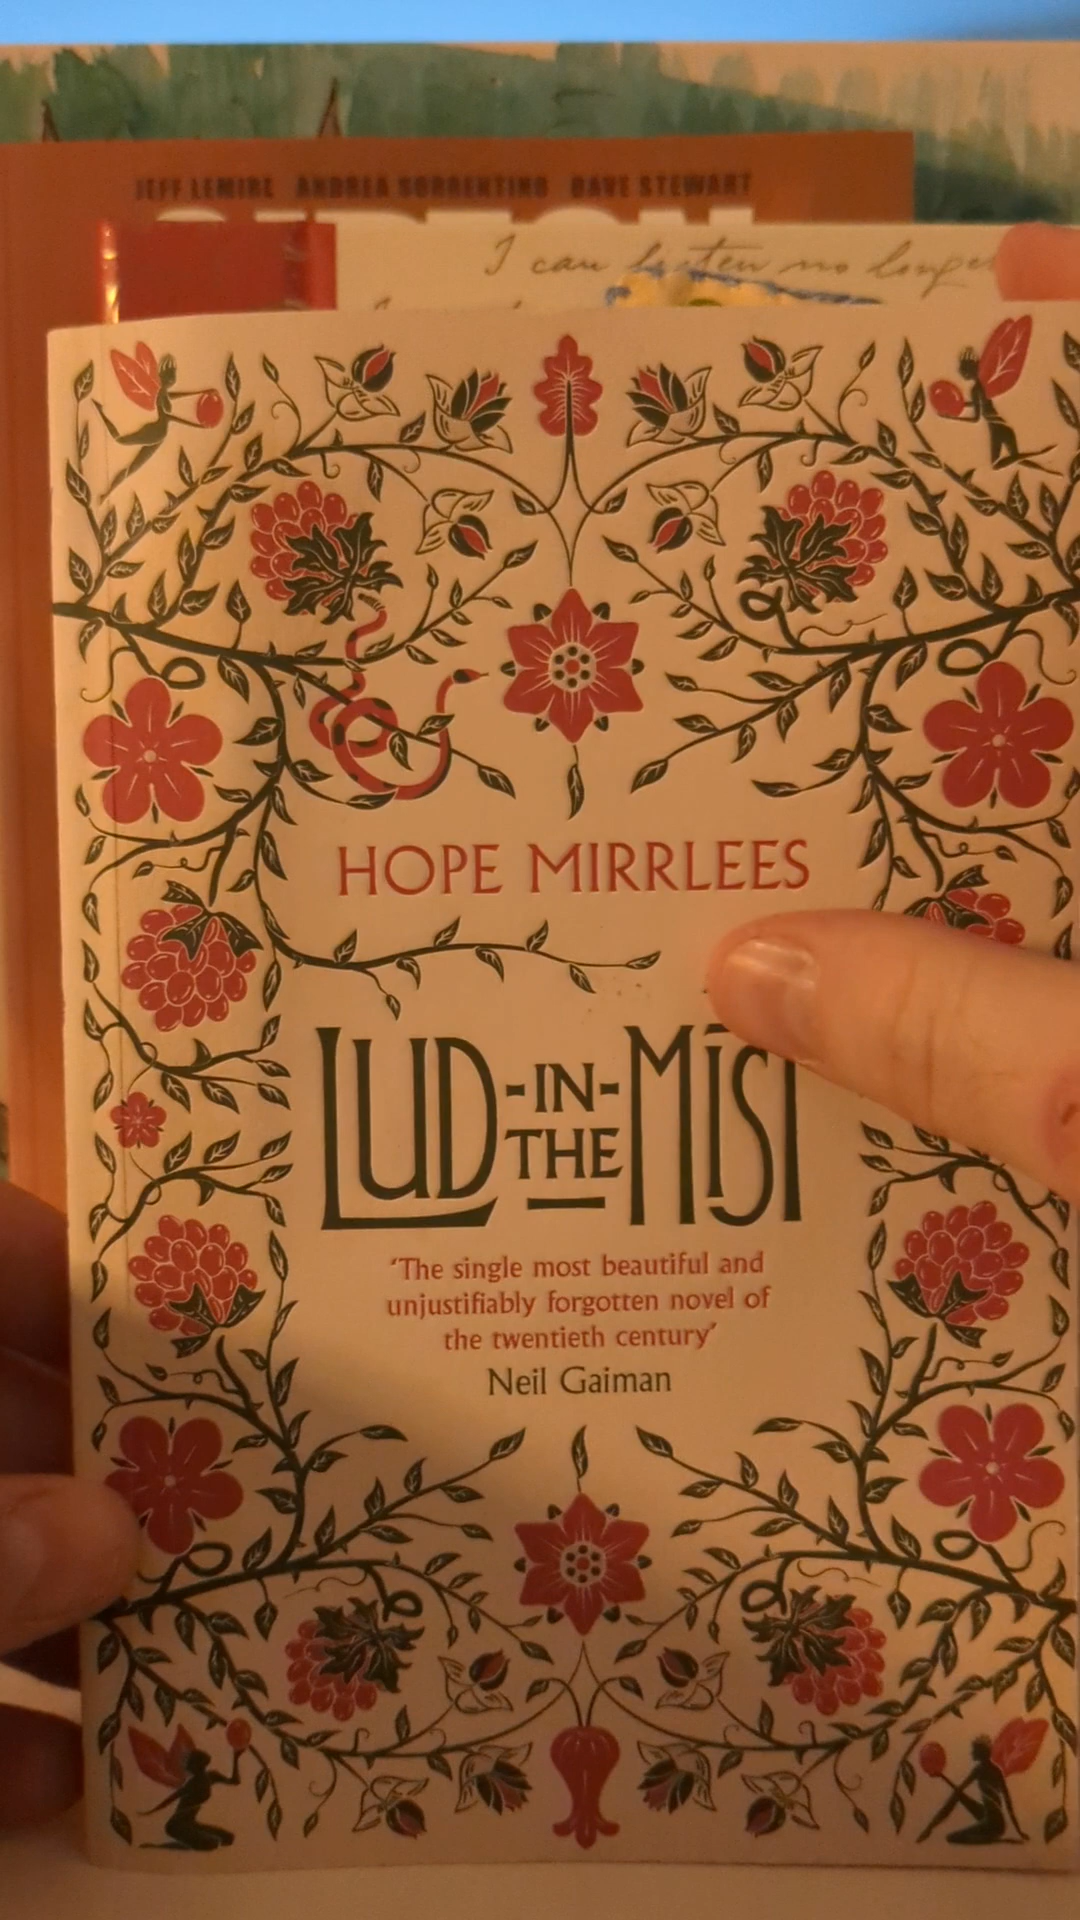 JEFF LEMIRE ANDREA SORRENTINO DAVE STEWART
I can listen no longer
HOPE MIRRLEES
LUD-IN-THE-MIST
'The single most beautiful and
unjustifiably forgotten novel of
the twentieth century'
Neil Gaiman